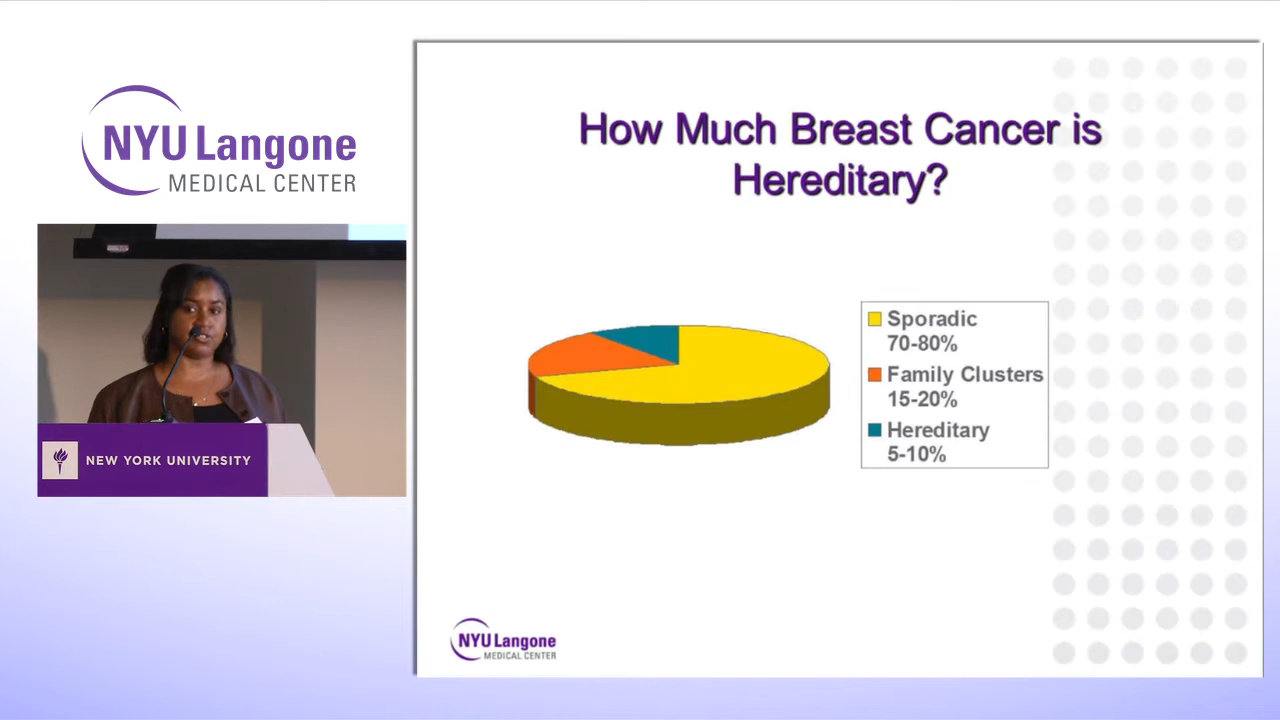 NYU Langone
MEDICAL CENTER
NEW YORK UNIVERSITY
How Much Breast Cancer is
Hereditary?
Sporadic
70-80%
Family Clusters
15-20%
Hereditary
5-10%
NYU Langone
MEDICAL CENTER